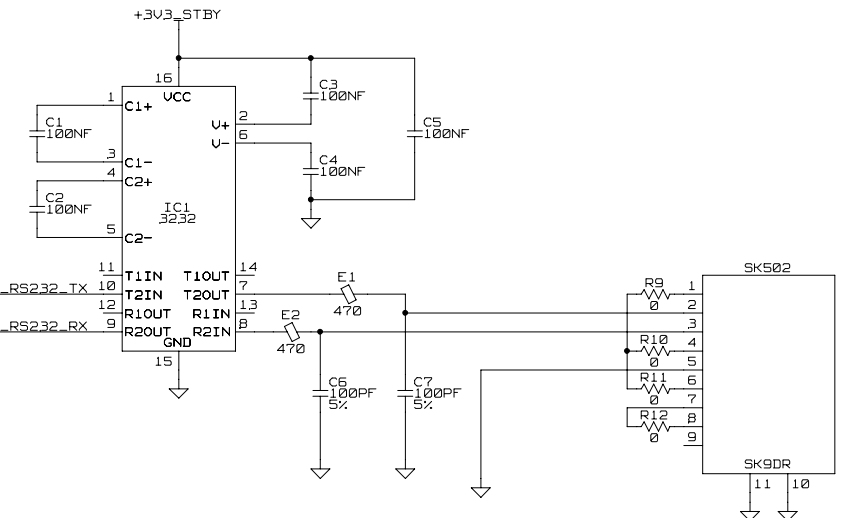 +3V3_STBY
16
VCC
1
C1+
C1
100NF
3
C1-
4
C2+
C2
100NF
5
C2-
IC1
3232
V+
2
V-
6
C3
100NF
C4
100NF
C5
100NF
11
T1IN
T1OUT
14
_RS232_TX
10
T2IN
T2OUT
7
12
R1OUT
R1IN
13
_RS232_RX
9
R2OUT
R2IN
8
GND
15
E1
470
E2
470
C6
100PF
5%
C7
100PF
5%
SK502
R9
0
1
2
3
R10
0
4
5
R11
0
6
7
R12
0
8
9
SK9DR
11
10